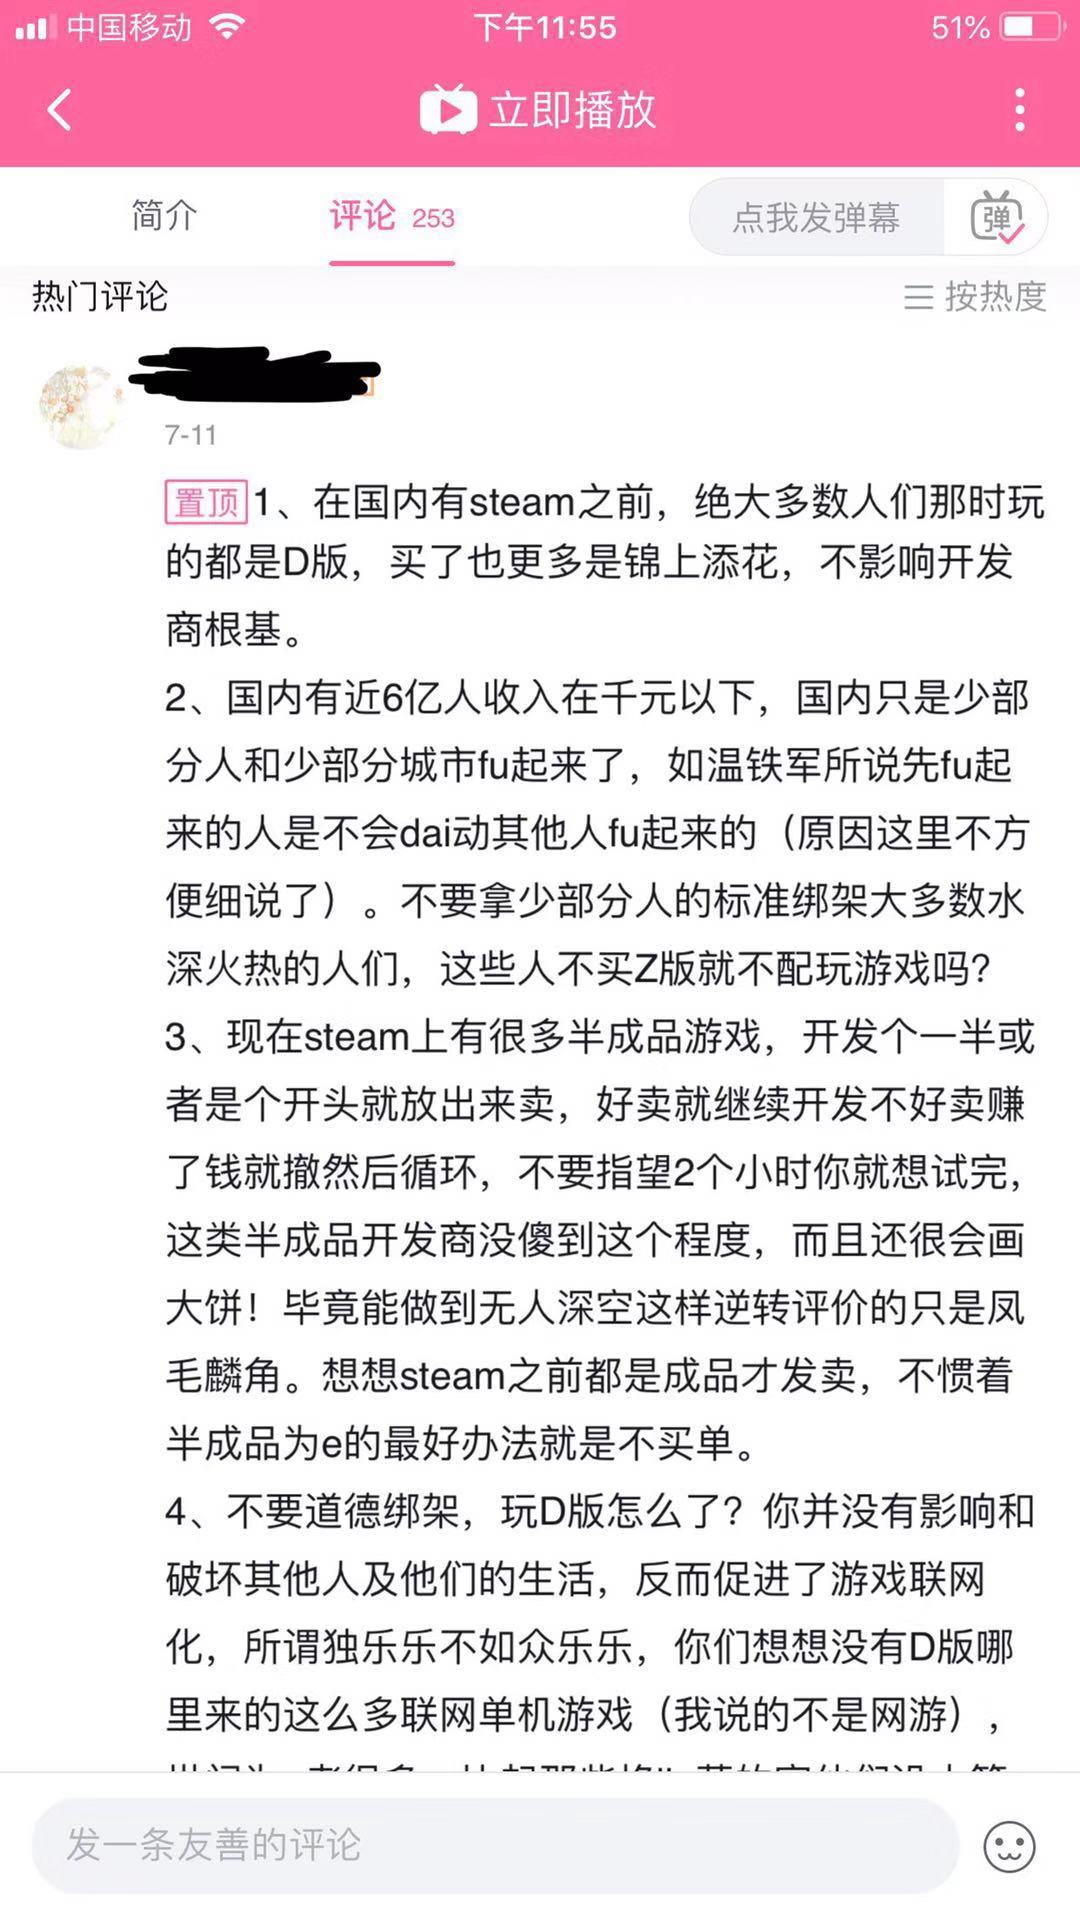 中国移动
下午11:55
51%
立即播放
简介
评论 253
点我发弹幕
弹
热门评论
按热度
7-11
置顶 1、在国内有steam之前，绝大多数人们那时玩
的都是D版，买了也更多是锦上添花，不影响开发
商根基。
2、国内有近6亿人收入在千元以下，国内只是少部
分人和少部分城市fu起来了，如温铁军所说先fu起
来的人是不会dai动其他人fu起来的（原因这里不方
便细说了）。不要拿少部分人的标准绑架大多数水
深火热的人们，这些人不买Z版就不配玩游戏吗？
3、现在steam上有很多半成品游戏，开发个一半或
者是个开头就放出来卖，好卖就继续开发不好卖赚
了钱就撤然后循环，不要指望2个小时你就想试完，
这类半成品开发商没傻到这个程度，而且还很会画
大饼！毕竟能做到无人深空这样逆转评价的只是凤
毛麟角。想想steam之前都是成品才发卖，不惯着
半成品为e的最好办法就是不买单。
4、不要道德绑架，玩D版怎么了？你并没有影响和
破坏其他人及他们的生活，反而促进了游戏联网
化，所谓独乐乐不如众乐乐，你们想想没有D版哪
里来的这么多联网单机游戏（我说的不是网游），
发一条友善的评论